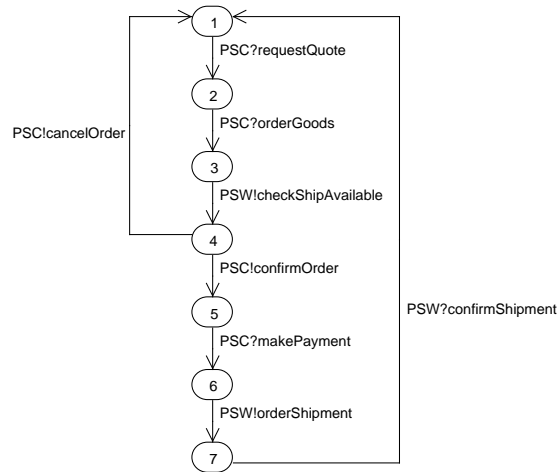 1
PSC?requestQuote
2
PSC?orderGoods
PSC!cancelOrder
3
PSW!checkShipAvailable
4
PSC!confirmOrder
5
PSW?confirmShipment
PSC?makePayment
6
PSW!orderShipment
7